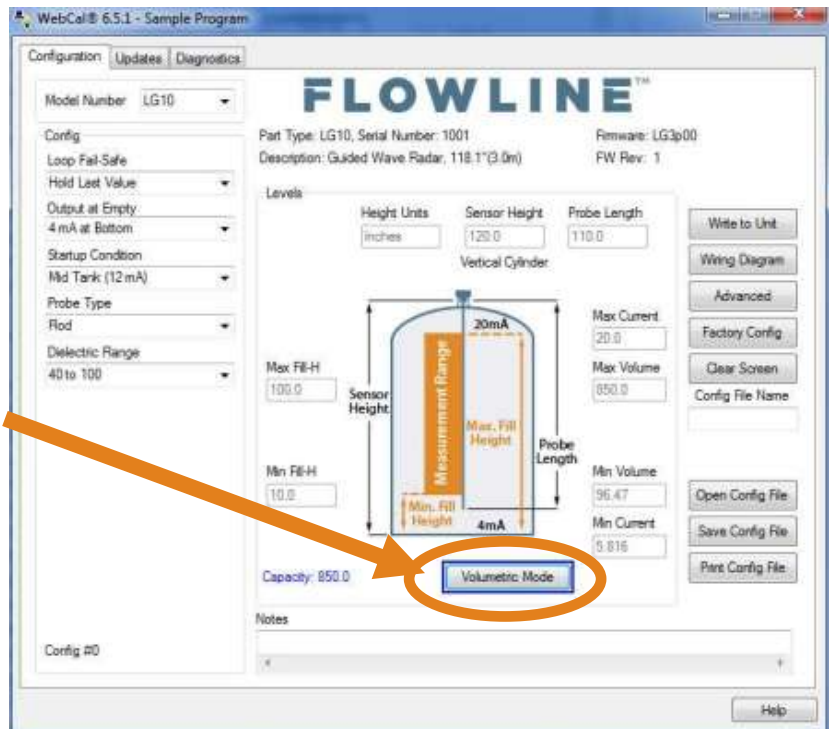 WebCal® 6.5.1 - Sample Program
Configuration Updates Diagnostics
Model Number LG10
FLOWLINE™
Config
Part Type: LG10, Serial Number: 1001 Firmware: LG3p00
Description: Guided Wave Radar, 118.1"(3.0m) FW Rev: 1
Loop Fail-Safe
Hold Last Value
Output at Empty
4 mA at Bottom
Startup Condition
Mid Tank (12 mA)
Probe Type
Rod
Dielectric Range
40 to 100
Levels
Height Units Sensor Height Probe Length
inches 120.0 110.0
Vertical Cylinder
20mA
Max Fill-H
100.0
Sensor
Height
Measurement Range
Max. Fill
Height
Probe
Length
Min Fill-H
10.0
Min. Fill
Height
4mA
Max Current
20.0
Max Volume
850.0
Min Volume
96.47
Min Current
5.816
Capacity: 850.0
Volumetric Mode
Write to Unit
Wiring Diagram
Advanced
Factory Config
Clear Screen
Config File Name
Open Config File
Save Config File
Print Config File
Notes
Config #0
Help